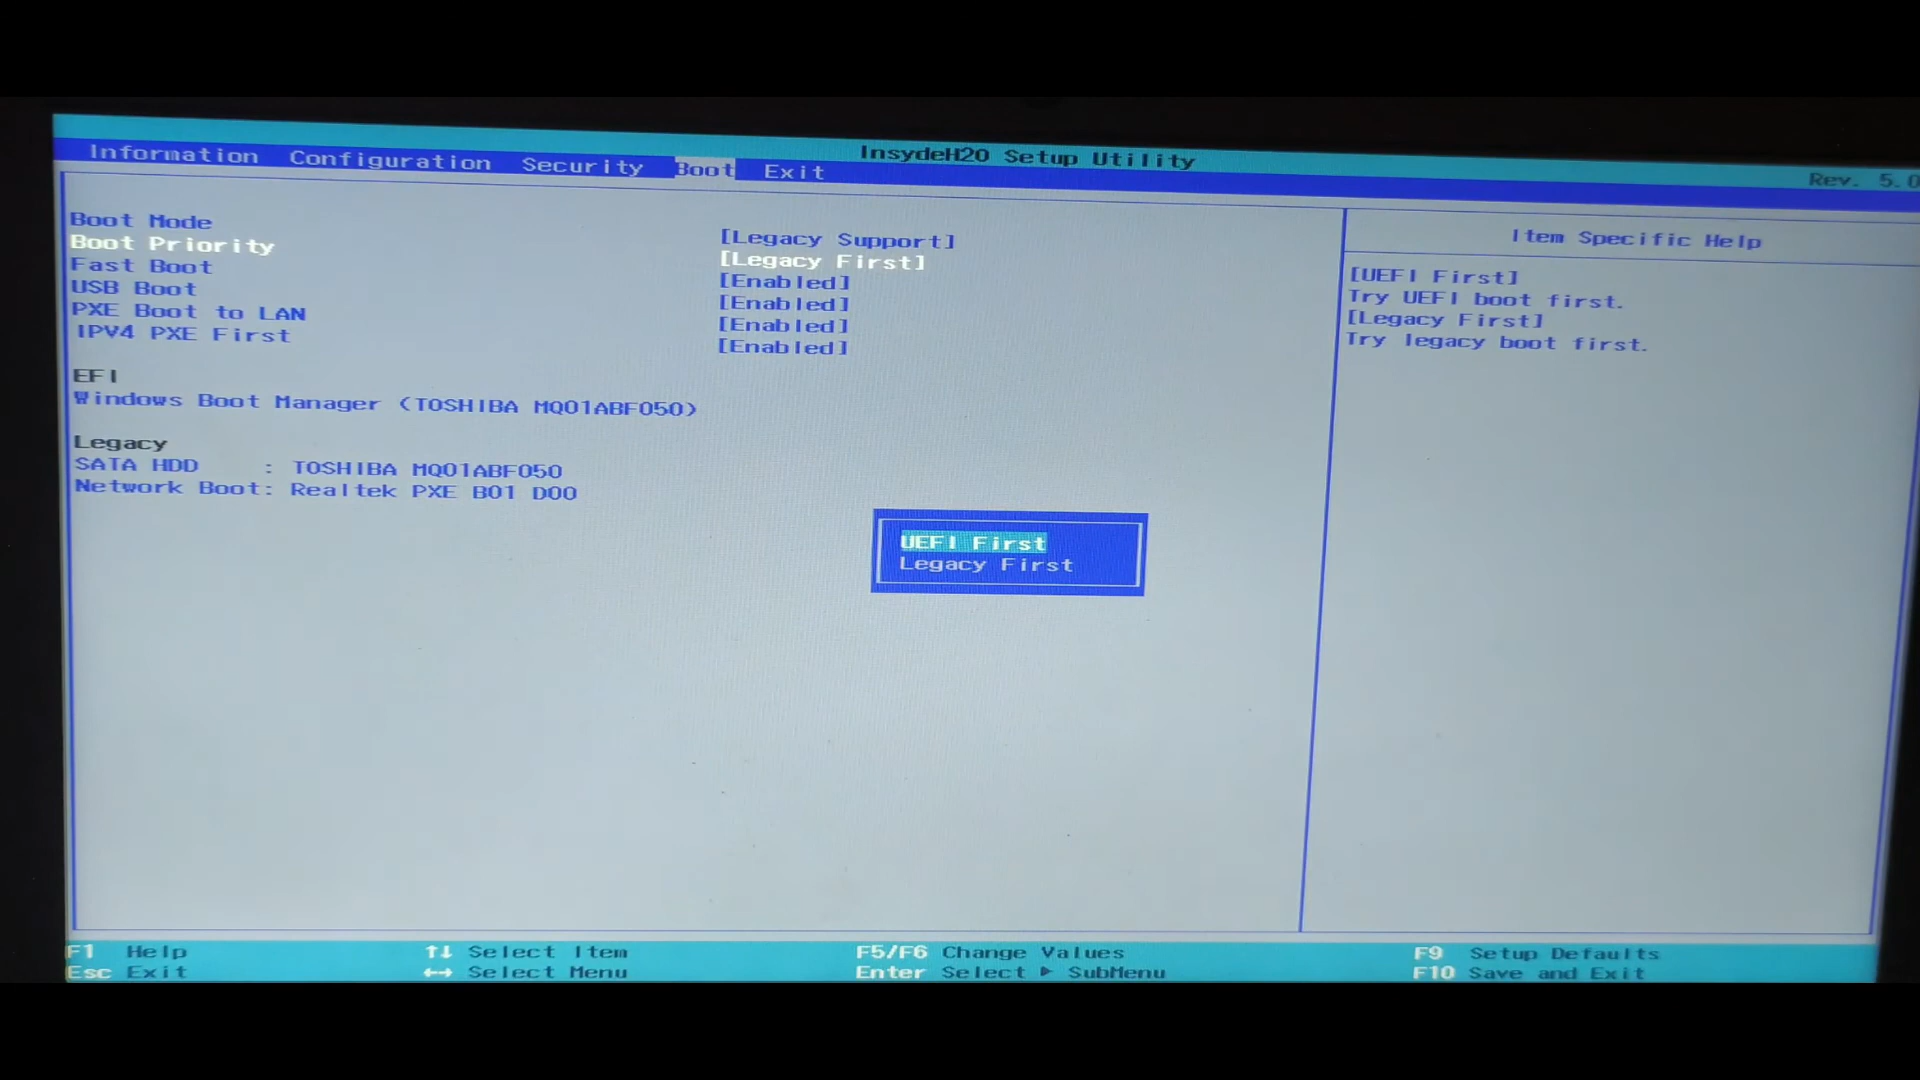 InsydeH20 Setup Utility
Rev. 5.0
Information Configuration Security Boot Exit
Boot Mode [Legacy Support]
Boot Priority [Legacy First]
Fast Boot [Enabled]
USB Boot [Enabled]
PXE Boot to LAN [Enabled]
IPV4 PXE First [Enabled]
EFI
Windows Boot Manager (TOSHIBA MQ01ABF050)
Legacy
SATA HDD : TOSHIBA MQ01ABF050
Network Boot: Realtek PXE B01 D00
UEFI First
Legacy First
Item Specific Help
[UEFI First]
Try UEFI boot first.
[Legacy First]
Try legacy boot first.
F1 Help ↑↓ Select Item F5/F6 Change Values F9 Setup Defaults
Esc Exit ↔ Select Menu Enter Select ▶ SubMenu F10 Save and Exit